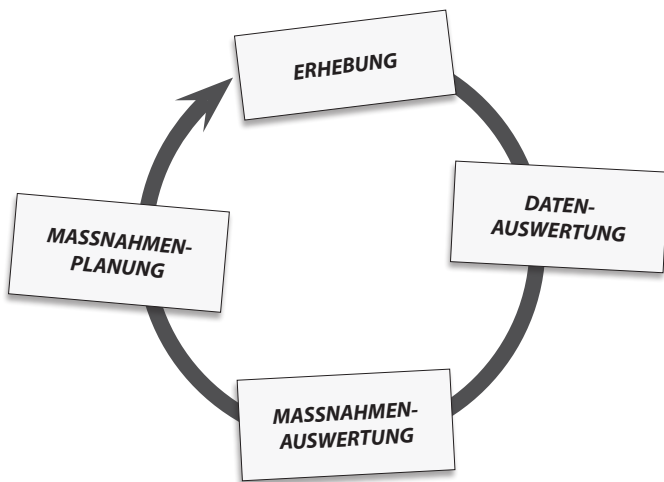 ERHEBUNG
DATEN-
AUSWERTUNG
MASSNAHMEN-
AUSWERTUNG
MASSNAHMEN-
PLANUNG